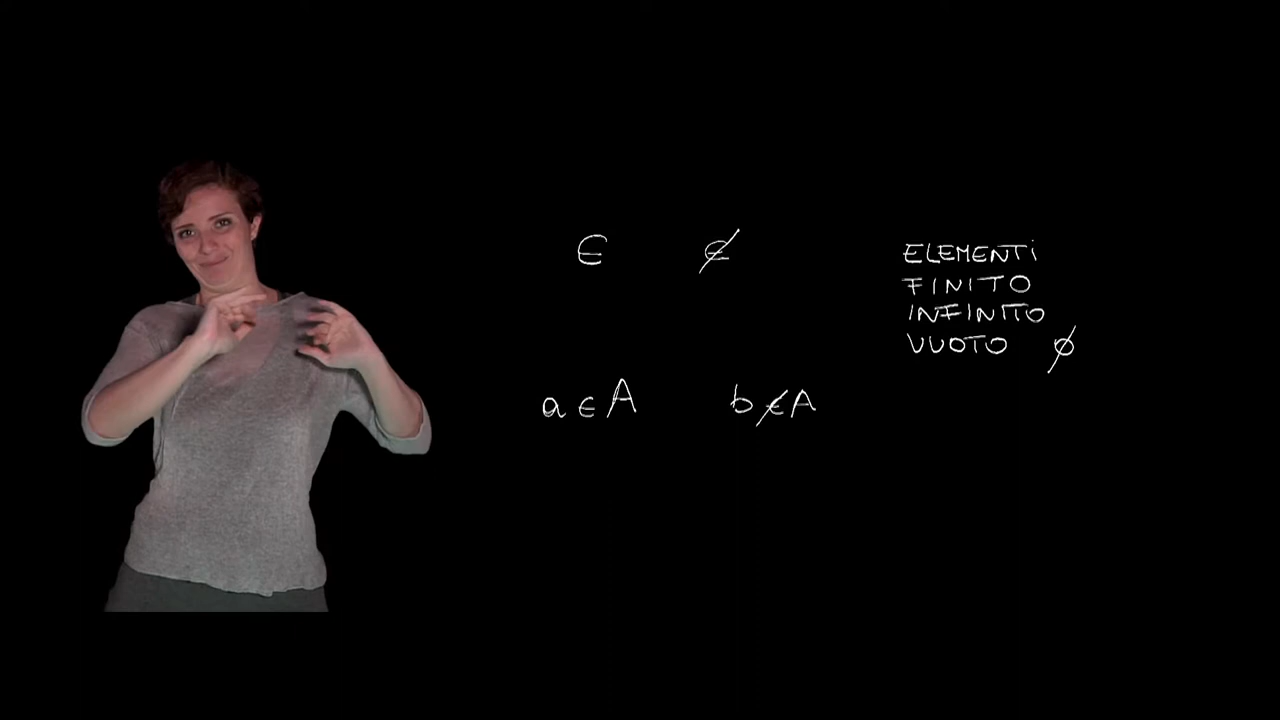 ∈ ∉
a ∈ A b ∉ A
ELEMENTI
FINITO
INFINITO
VUOTO ∅